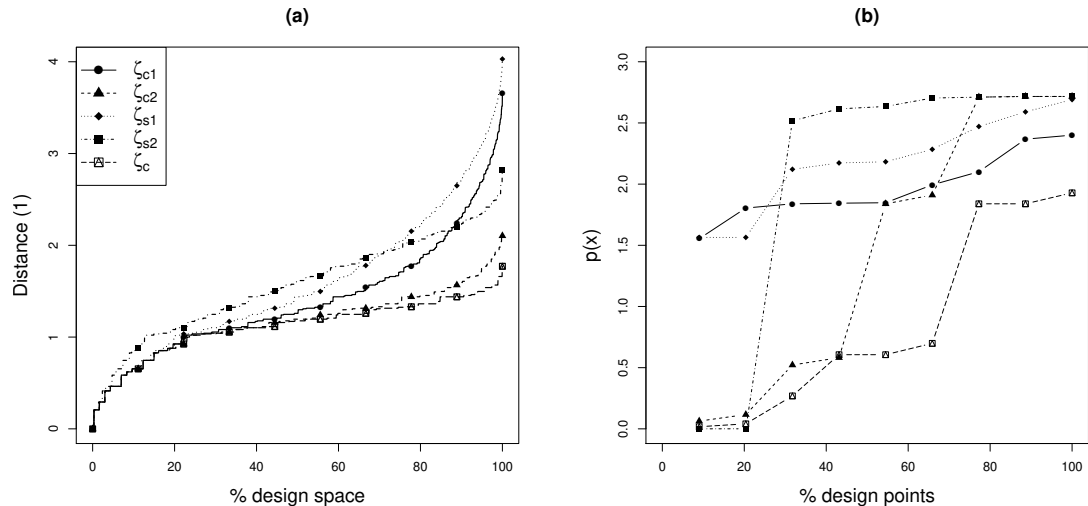 (a)
Distance (1)
4
3
2
1
0
ζc1
ζc2
ζs1
ζs2
ζc
0 20 40 60 80 100
% design space
(b)
p(x)
3.0
2.5
2.0
1.5
1.0
0.5
0.0
0 20 40 60 80 100
% design points